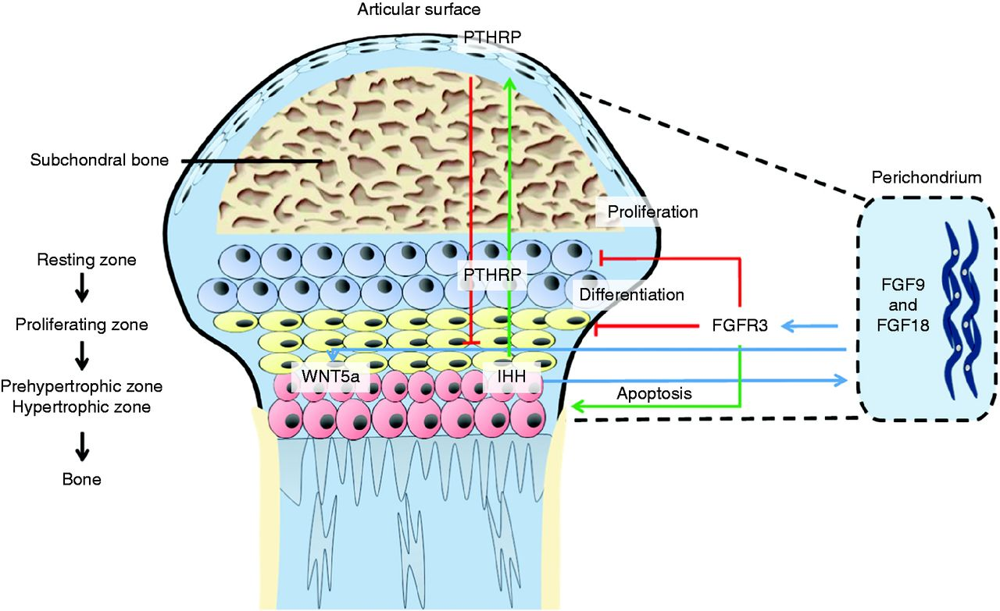 Articular surface
PTHRP
Subchondral bone
Perichondrium
Proliferation
Resting zone
PTHRP
Differentiation
FGF9
and
FGF18
Proliferating zone
FGFR3
WNT5a
IHH
Prehypertrophic zone
Hypertrophic zone
Apoptosis
Bone